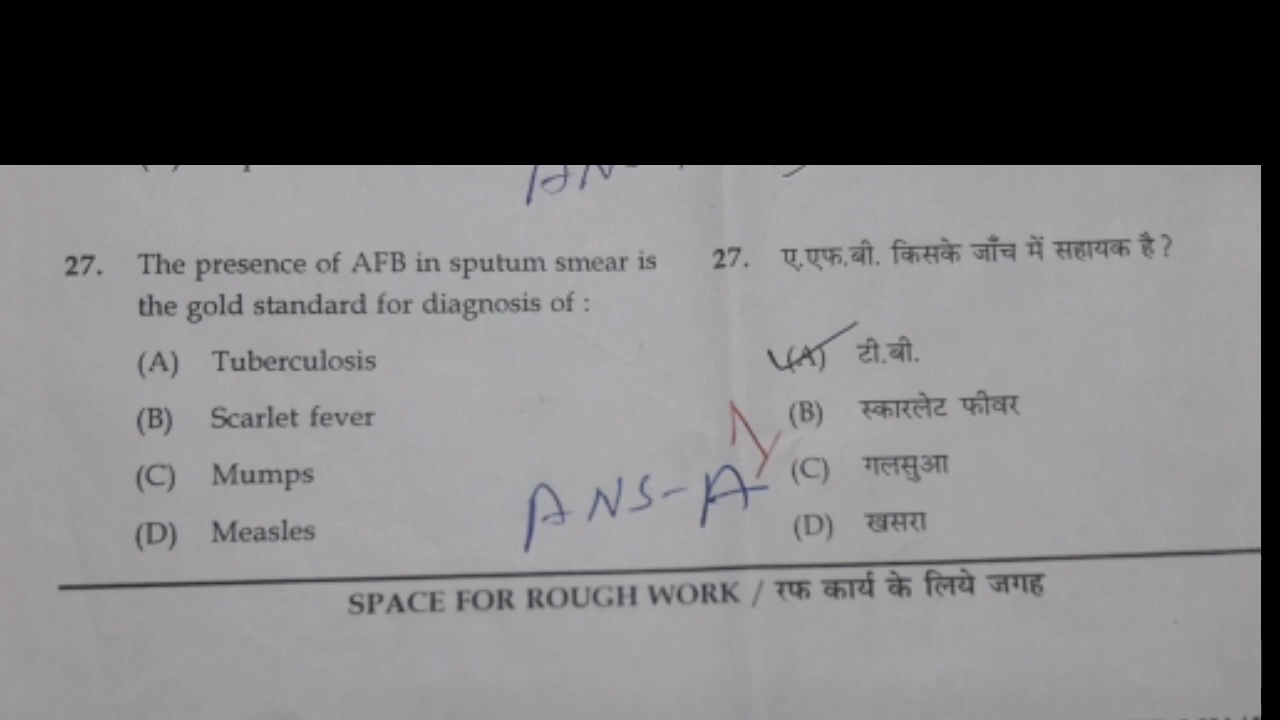 27. The presence of AFB in sputum smear is
the gold standard for diagnosis of :
(A) Tuberculosis
(B) Scarlet fever
(C) Mumps
(D) Measles
27. ए.एफ.बी. किसके जाँच में सहायक है?
(A) टी.बी.
(B) स्कारलेट फीवर
(C) गलसुआ
(D) खसरा
ANS-A
SPACE FOR ROUGH WORK / रफ कार्य के लिये जगह